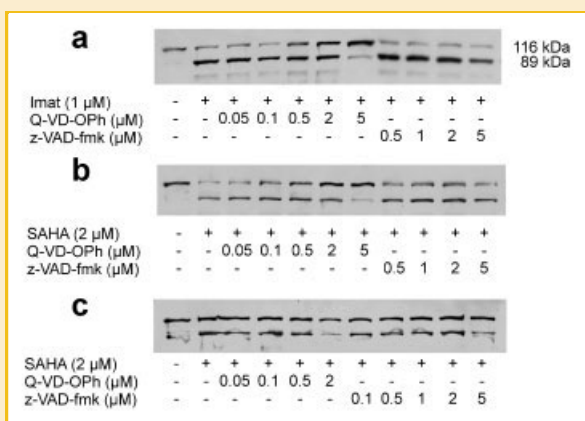 a
116 kDa
89 kDa
Imat (1 µM) - + + + + + + + + + +
Q-VD-OPh (µM) - - 0.05 0.1 0.5 2 5 - - - -
z-VAD-fmk (µM) - - - - - - - 0.5 1 2 5
b
SAHA (2 µM) - + + + + + + + + + +
Q-VD-OPh (µM) - - 0.05 0.1 0.5 2 5 - - - -
z-VAD-fmk (µM) - - - - - - - 0.5 1 2 5
c
SAHA (2 µM) - + + + + + + + + + +
Q-VD-OPh (µM) - - 0.05 0.1 0.5 2 - - - - -
z-VAD-fmk (µM) - - - - - - 0.1 0.5 1 2 5